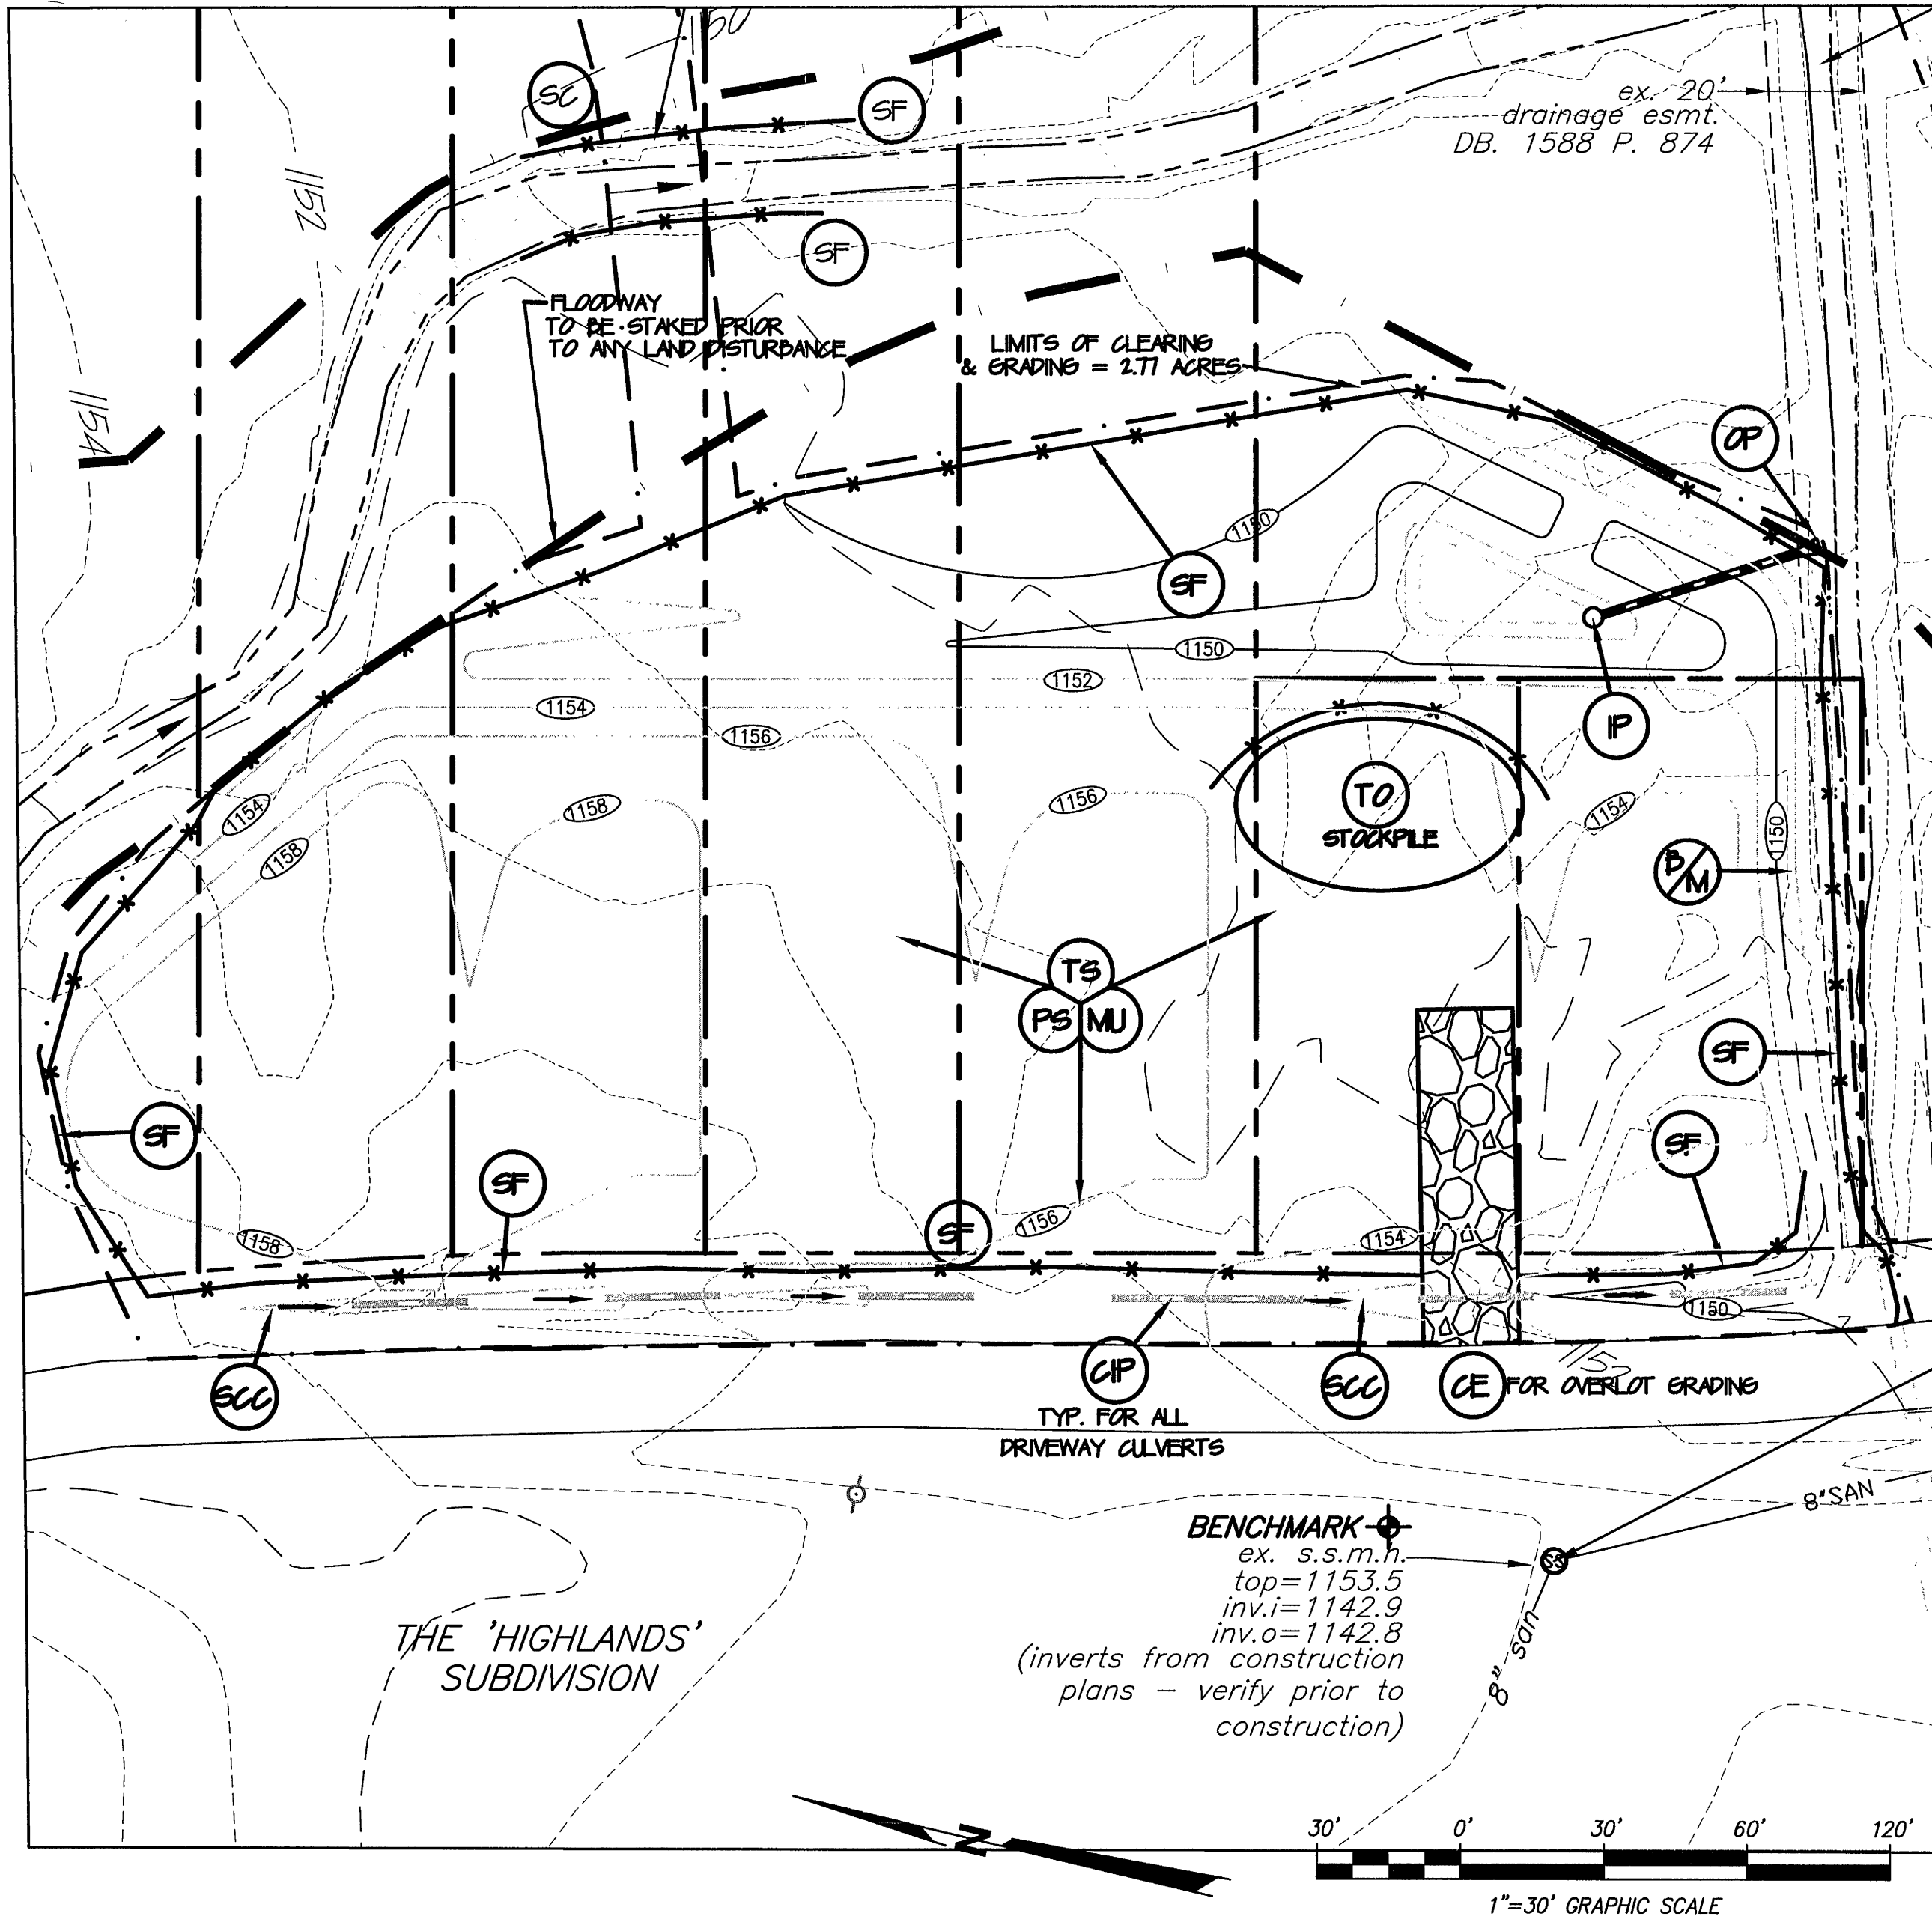 50
SC
SF
ex. 20'
drainage esmt.
DB. 1588 P. 874
1152
SF
FLOODWAY
TO BE STAKED PRIOR
TO ANY LAND DISTURBANCE
LIMITS OF CLEARING
& GRADING = 2.77 ACRES
1154
OP
1150
SF
1150
1152
1154
1156
IP
1154
1158
1158
1156
TO
STOCKPILE
1154
1150
B/M
TS
PS MU
SF
SF
SF
SF
SF
1158
1156
1154
1150
1152
SCC
CIP
TYP. FOR ALL
DRIVEWAY CULVERTS
SCC
CE FOR OVERLOT GRADING
8"SAN
BENCHMARK
ex. s.s.m.h.
top=1153.5
inv.i=1142.9
inv.o=1142.8
(inverts from construction
plans – verify prior to
construction)
SS
8" san
THE 'HIGHLANDS'
SUBDIVISION
N
30' 0' 30' 60' 120'
1"=30' GRAPHIC SCALE